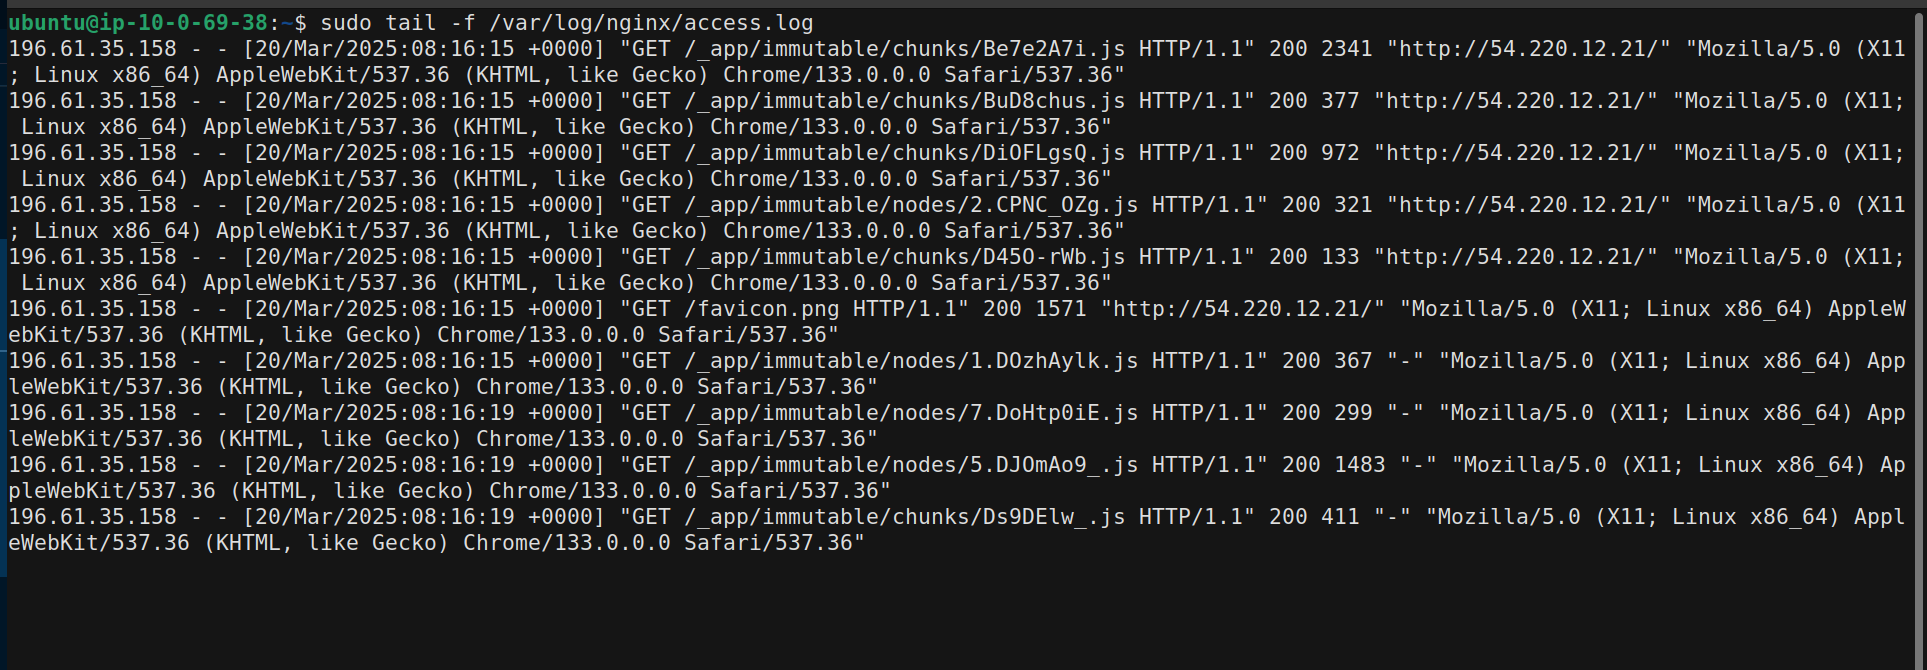 ubuntu@ip-10-0-69-38:~$ sudo tail -f /var/log/nginx/access.log
196.61.35.158 - - [20/Mar/2025:08:16:15 +0000] "GET /_app/immutable/chunks/Be7e2A7i.js HTTP/1.1" 200 2341 "http://54.220.12.21/" "Mozilla/5.0 (X11
; Linux x86_64) AppleWebKit/537.36 (KHTML, like Gecko) Chrome/133.0.0.0 Safari/537.36"
196.61.35.158 - - [20/Mar/2025:08:16:15 +0000] "GET /_app/immutable/chunks/BuD8chus.js HTTP/1.1" 200 377 "http://54.220.12.21/" "Mozilla/5.0 (X11;
 Linux x86_64) AppleWebKit/537.36 (KHTML, like Gecko) Chrome/133.0.0.0 Safari/537.36"
196.61.35.158 - - [20/Mar/2025:08:16:15 +0000] "GET /_app/immutable/chunks/DiOFLgsQ.js HTTP/1.1" 200 972 "http://54.220.12.21/" "Mozilla/5.0 (X11;
 Linux x86_64) AppleWebKit/537.36 (KHTML, like Gecko) Chrome/133.0.0.0 Safari/537.36"
196.61.35.158 - - [20/Mar/2025:08:16:15 +0000] "GET /_app/immutable/nodes/2.CPNC_OZg.js HTTP/1.1" 200 321 "http://54.220.12.21/" "Mozilla/5.0 (X11
; Linux x86_64) AppleWebKit/537.36 (KHTML, like Gecko) Chrome/133.0.0.0 Safari/537.36"
196.61.35.158 - - [20/Mar/2025:08:16:15 +0000] "GET /_app/immutable/chunks/D45O-rWb.js HTTP/1.1" 200 133 "http://54.220.12.21/" "Mozilla/5.0 (X11;
 Linux x86_64) AppleWebKit/537.36 (KHTML, like Gecko) Chrome/133.0.0.0 Safari/537.36"
196.61.35.158 - - [20/Mar/2025:08:16:15 +0000] "GET /favicon.png HTTP/1.1" 200 1571 "http://54.220.12.21/" "Mozilla/5.0 (X11; Linux x86_64) AppleW
ebKit/537.36 (KHTML, like Gecko) Chrome/133.0.0.0 Safari/537.36"
196.61.35.158 - - [20/Mar/2025:08:16:15 +0000] "GET /_app/immutable/nodes/1.DOzhAylk.js HTTP/1.1" 200 367 "-" "Mozilla/5.0 (X11; Linux x86_64) App
leWebKit/537.36 (KHTML, like Gecko) Chrome/133.0.0.0 Safari/537.36"
196.61.35.158 - - [20/Mar/2025:08:16:19 +0000] "GET /_app/immutable/nodes/7.DoHtp0iE.js HTTP/1.1" 200 299 "-" "Mozilla/5.0 (X11; Linux x86_64) App
leWebKit/537.36 (KHTML, like Gecko) Chrome/133.0.0.0 Safari/537.36"
196.61.35.158 - - [20/Mar/2025:08:16:19 +0000] "GET /_app/immutable/nodes/5.DJOmAo9_.js HTTP/1.1" 200 1483 "-" "Mozilla/5.0 (X11; Linux x86_64) Ap
pleWebKit/537.36 (KHTML, like Gecko) Chrome/133.0.0.0 Safari/537.36"
196.61.35.158 - - [20/Mar/2025:08:16:19 +0000] "GET /_app/immutable/chunks/Ds9DElw_.js HTTP/1.1" 200 411 "-" "Mozilla/5.0 (X11; Linux x86_64) Appl
eWebKit/537.36 (KHTML, like Gecko) Chrome/133.0.0.0 Safari/537.36"